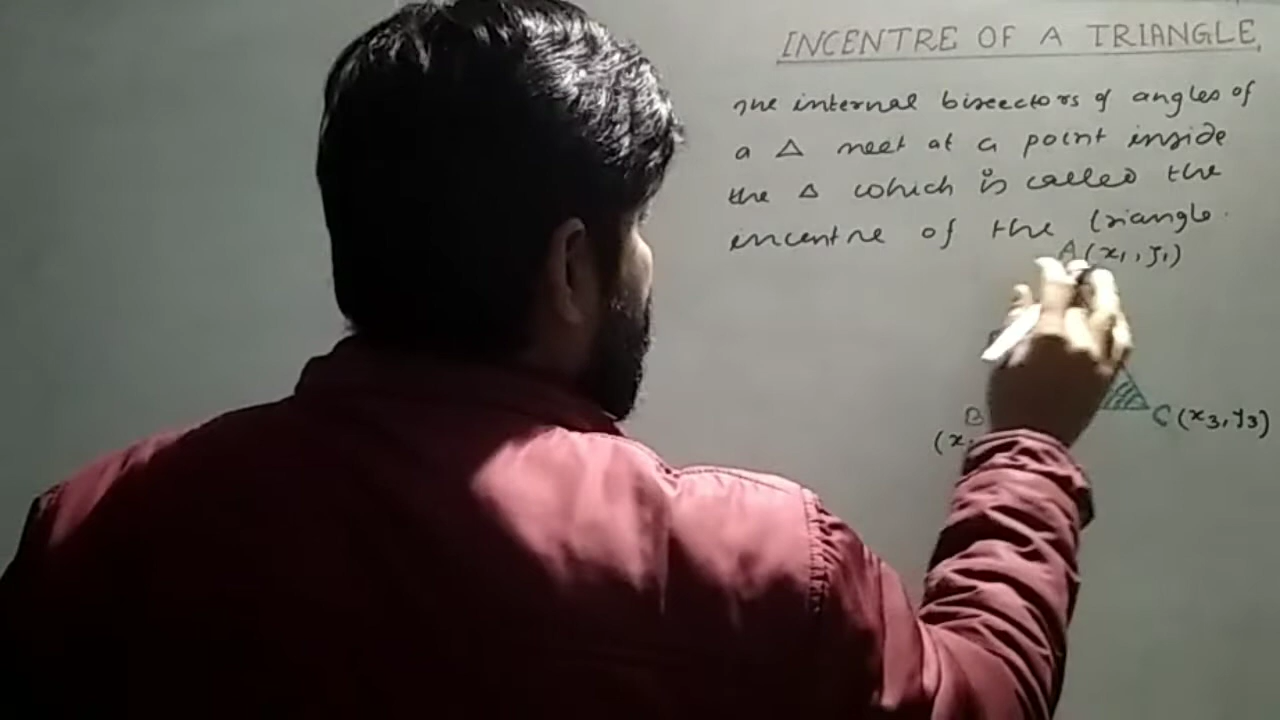 INCENTRE OF A TRIANGLE
The internal bisectors of angles of
a Δ meet at a point inside
the Δ which is called the
incentre of the triangle.
A(x1, y1)
B
C(x3, y3)
(x